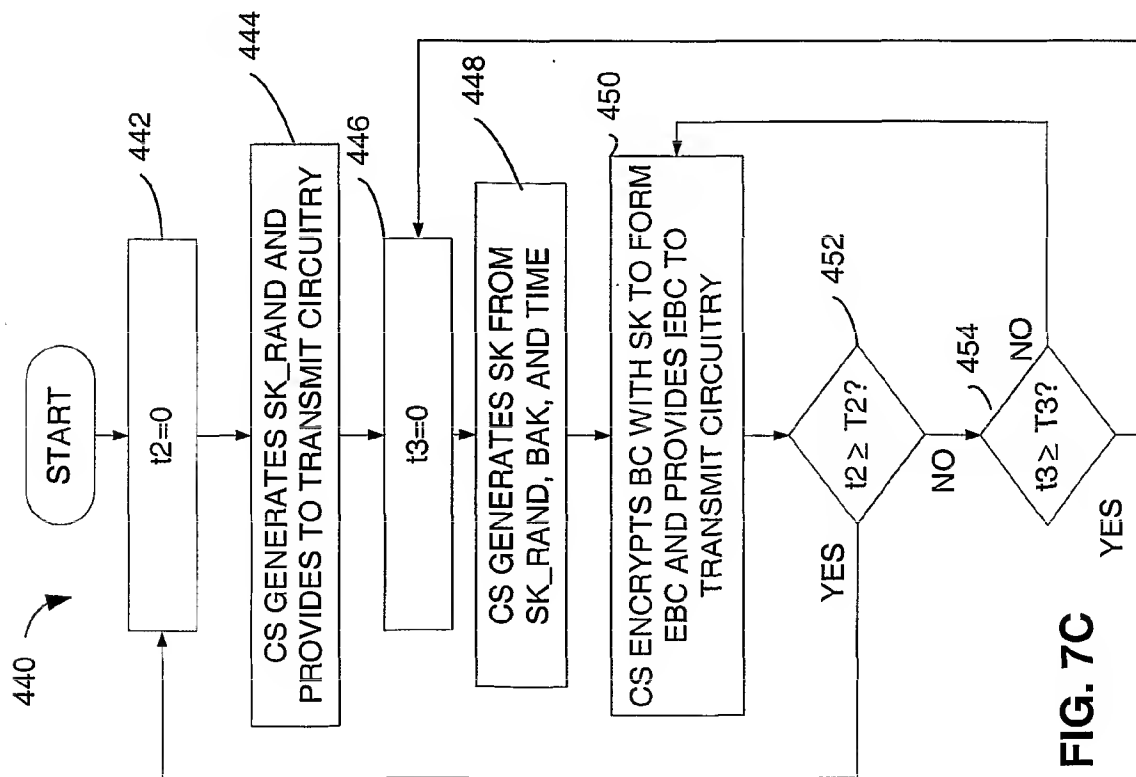 440
START
442
t2=0
444
CS GENERATES SK_RAND AND
PROVIDES TO TRANSMIT CIRCUITRY
446
t3=0
448
CS GENERATES SK FROM
SK_RAND, BAK, AND TIME
450
CS ENCRYPTS BC WITH SK TO FORM
EBC AND PROVIDES EBC TO
TRANSMIT CIRCUITRY
452
t2 ≥ T2?
YES
NO
454
t3 ≥ T3?
NO
YES
FIG. 7C